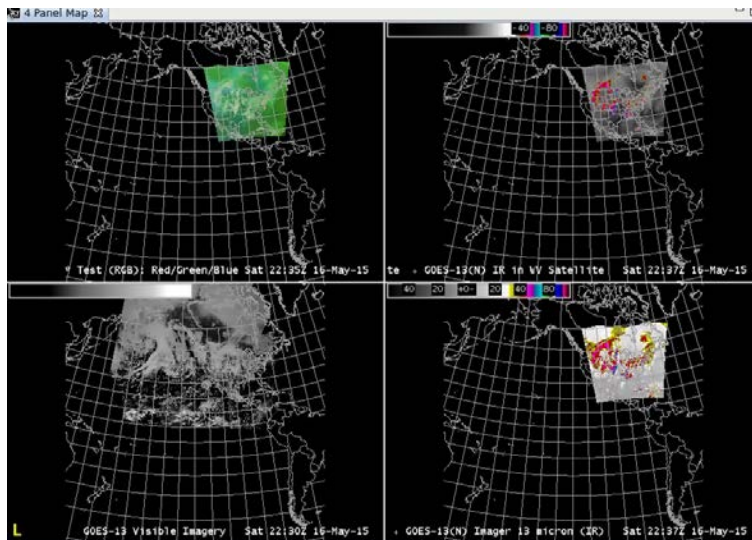 4 Panel Map
-40 -80
Test (RGB): Red/Green/Blue Sat 22:35Z 16-May-15
te GOES-13(N) IR in WV Satellite Sat 22:37Z 16-May-15
40 20 +0- 20 40 80
L GOES-13 Visible Imagery Sat 22:30Z 16-May-15
GOES-13(N) Imager 13 micron (IR) Sat 22:37Z 16-May-15